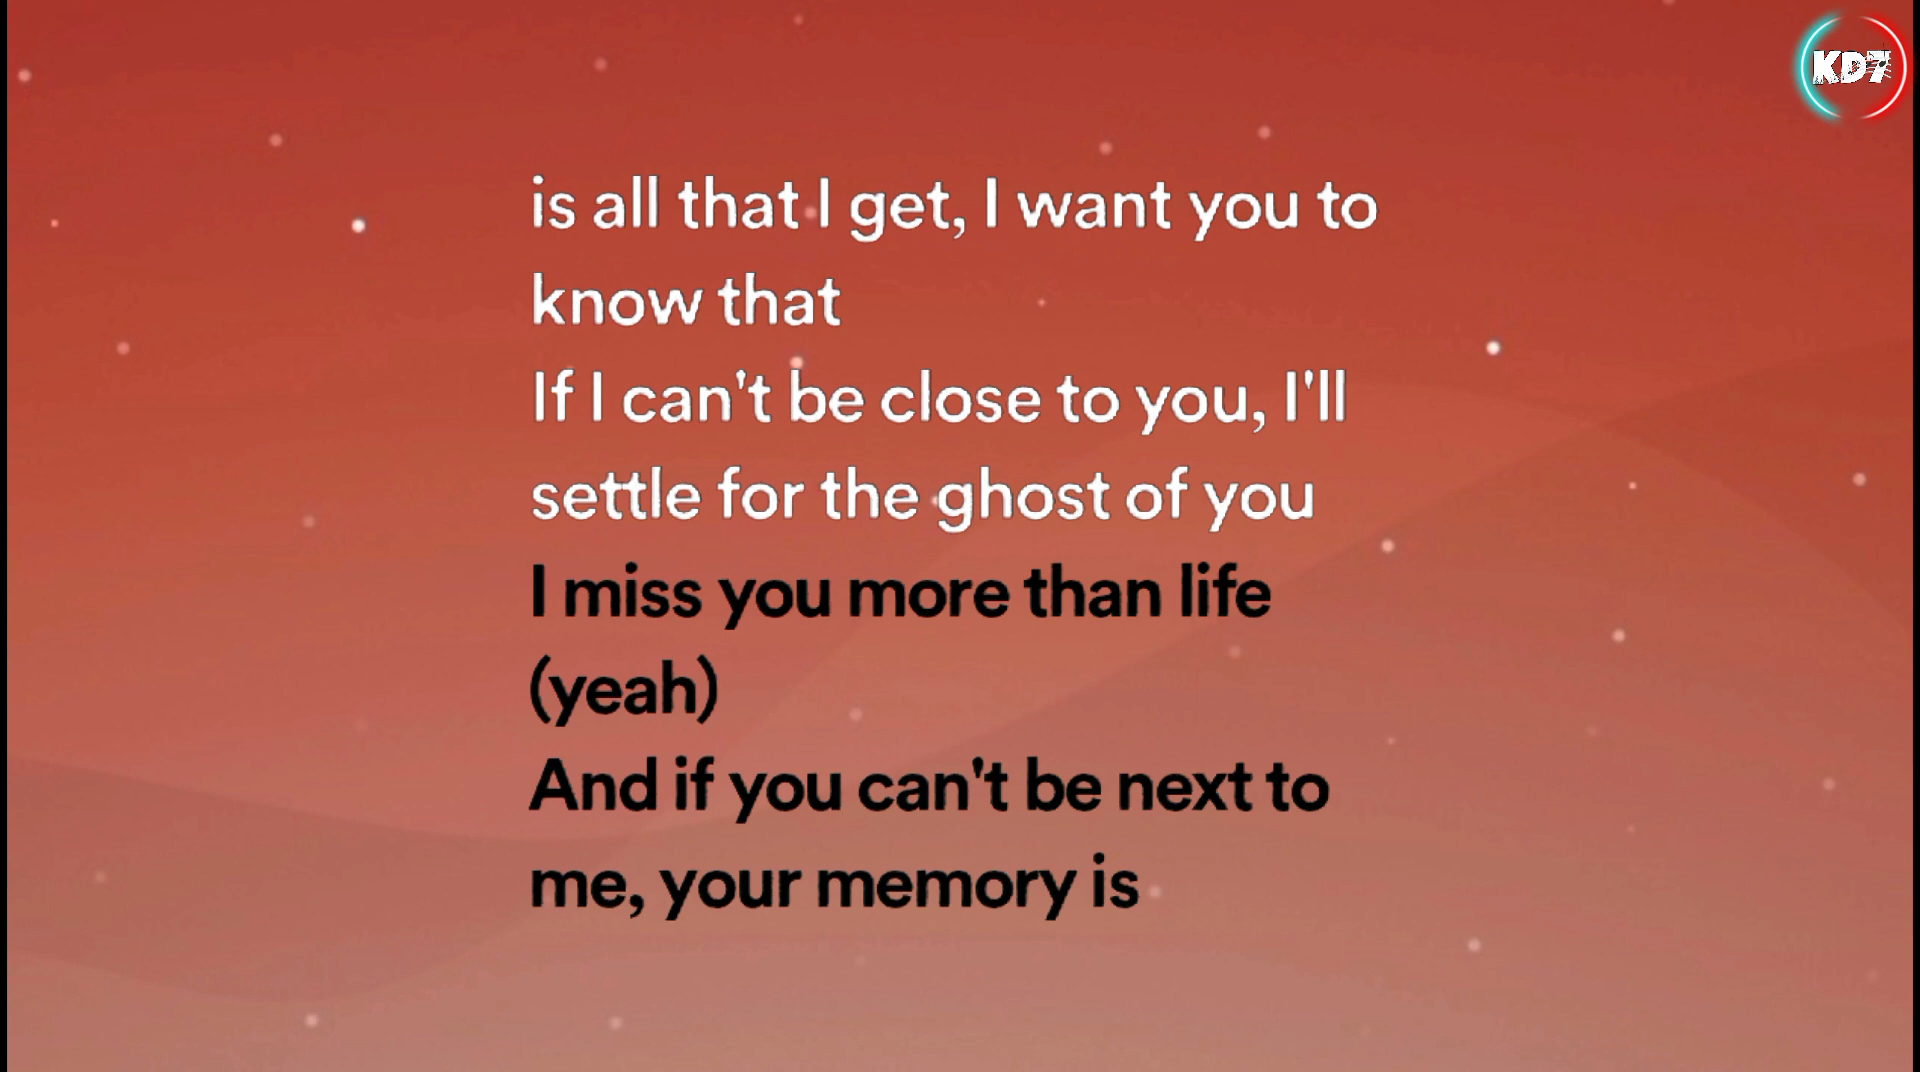 KD7
is all that I get, I want you to
know that
If I can't be close to you, I'll
settle for the ghost of you
I miss you more than life
(yeah)
And if you can't be next to
me, your memory is